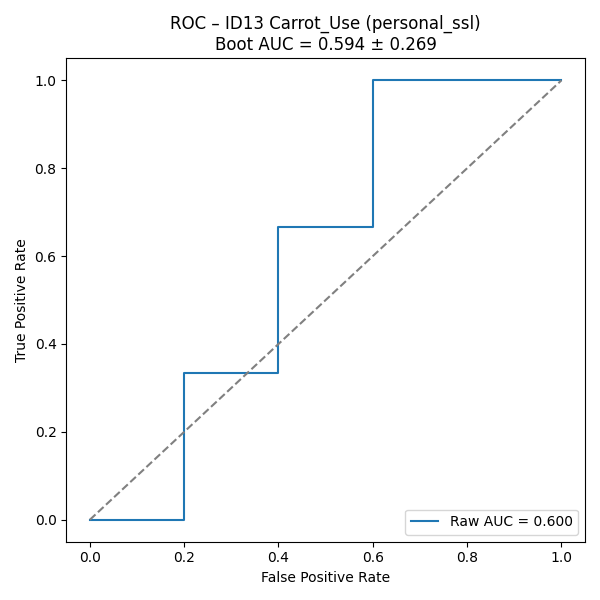 ROC – ID13 Carrot_Use (personal_ssl)
Boot AUC = 0.594 ± 0.269
True Positive Rate
1.0
0.8
0.6
0.4
0.2
0.0
Raw AUC = 0.600
0.0 0.2 0.4 0.6 0.8 1.0
False Positive Rate